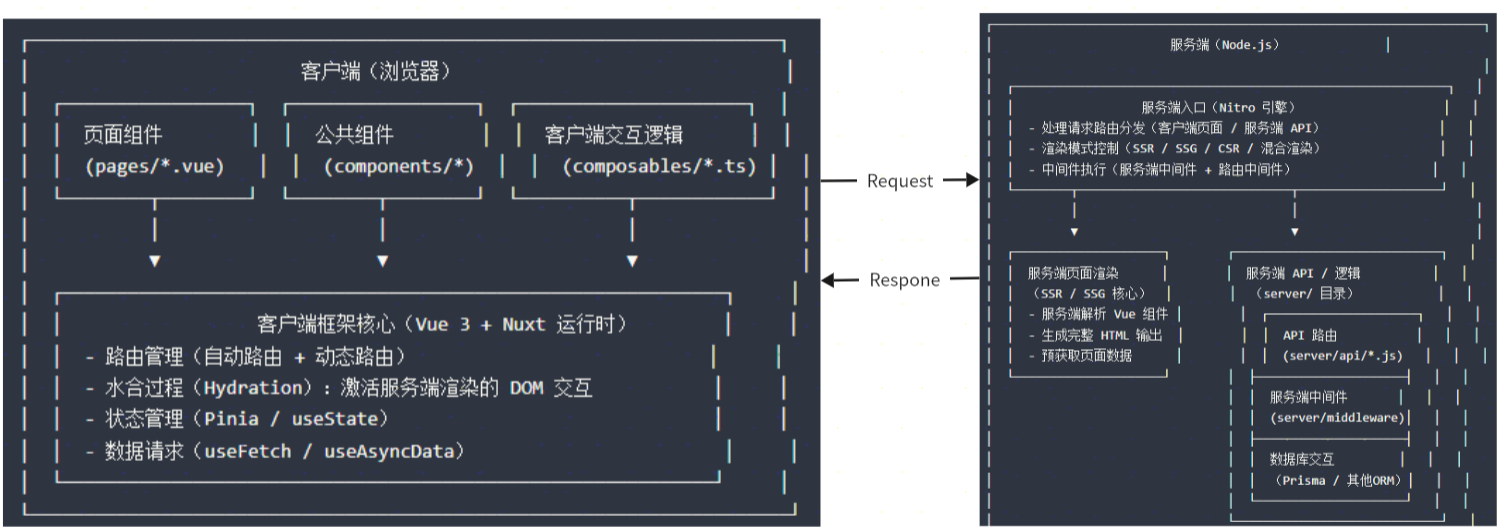 客户端（浏览器）
页面组件
(pages/*.vue)
公共组件
(components/*)
客户端交互逻辑
(composables/*.ts)
客户端框架核心（Vue 3 + Nuxt 运行时）
- 路由管理（自动路由 + 动态路由）
- 水合过程（Hydration）：激活服务端渲染的 DOM 交互
- 状态管理（Pinia / useState）
- 数据请求（useFetch / useAsyncData）
Request
Respone
服务端（Node.js）
服务端入口（Nitro 引擎）
- 处理请求路由分发（客户端页面 / 服务端 API）
- 渲染模式控制（SSR / SSG / CSR / 混合渲染）
- 中间件执行（服务端中间件 + 路由中间件）
服务端页面渲染
（SSR / SSG 核心）
- 服务端解析 Vue 组件
- 生成完整 HTML 输出
- 预获取页面数据
服务端 API / 逻辑
（server/ 目录）
API 路由
(server/api/*.js)
服务端中间件
(server/middleware)
数据库交互
（Prisma / 其他ORM）